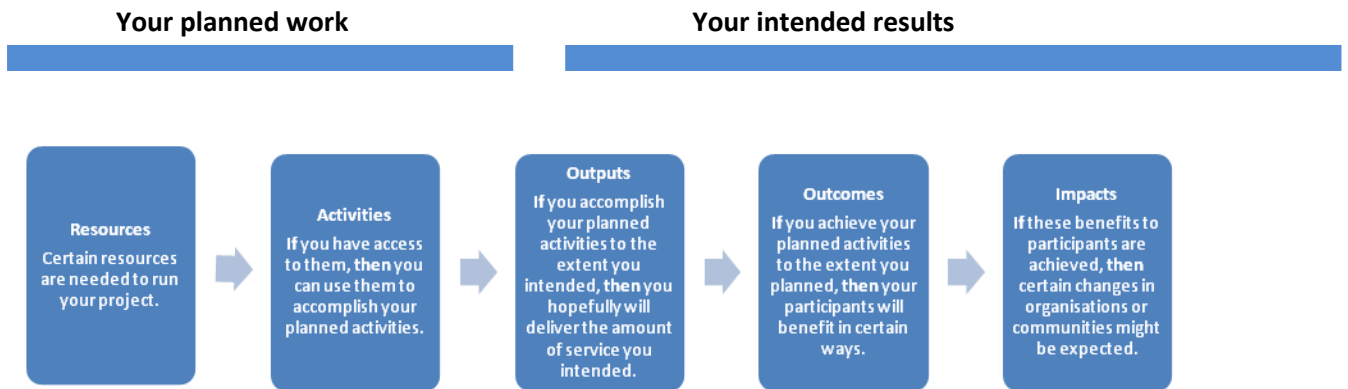 Your planned work
Your intended results
Resources
Certain resources
are needed to run
your project.
Activities
If you have access
to them, then you
can use them to
accomplish your
planned activities.
Outputs
If you accomplish
your planned
activities to the
extent you
intended, then you
hopefully will
deliver the amount
of service you
intended.
Outcomes
If you achieve your
planned activities
to the extent you
planned, then your
participants will
benefit in certain
ways.
Impacts
If these benefits to
participants are
achieved, then
certain changes in
organisations or
communities might
be expected.